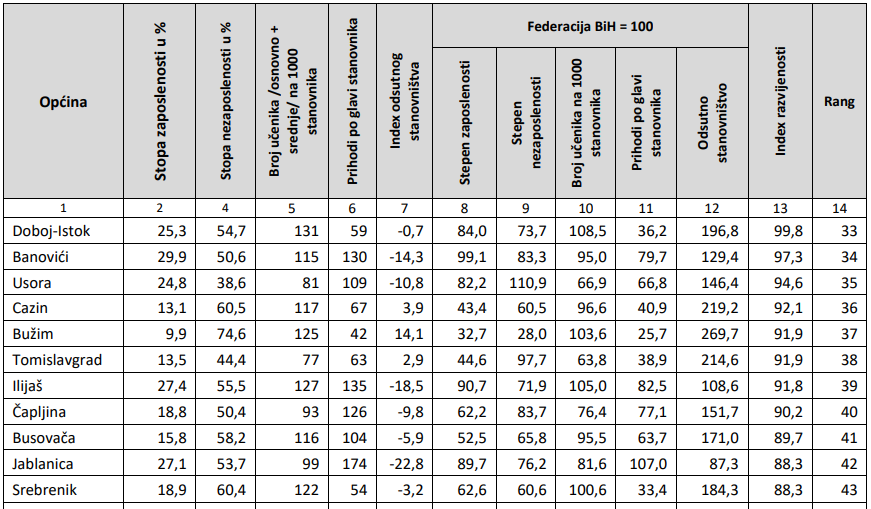 Općina
Stopa zaposlenosti u %
Stopa nezaposlenosti u %
Broj učenika /osnovno +
srednje/ na 1000
stanovnika
Prihodi po glavi stanovnika
Index odsutnog
stanovništva
Federacija BiH = 100
Stepen zaposlenosti
Stepen
nezaposlenosti
Broj učenika na 1000
stanovnika
Prihodi po glavi
stanovnika
Odsutno
stanovništvo
Index razvijenosti
Rang
1 2 4 5 6 7 8 9 10 11 12 13 14
Doboj-Istok 25,3 54,7 131 59 -0,7 84,0 73,7 108,5 36,2 196,8 99,8 33
Banovići 29,9 50,6 115 130 -14,3 99,1 83,3 95,0 79,7 129,4 97,3 34
Usora 24,8 38,6 81 109 -10,8 82,2 110,9 66,9 66,8 146,4 94,6 35
Cazin 13,1 60,5 117 67 3,9 43,4 60,5 96,6 40,9 219,2 92,1 36
Bužim 9,9 74,6 125 42 14,1 32,7 28,0 103,6 25,7 269,7 91,9 37
Tomislavgrad 13,5 44,4 77 63 2,9 44,6 97,7 63,8 38,9 214,6 91,9 38
Ilijaš 27,4 55,5 127 135 -18,5 90,7 71,9 105,0 82,5 108,6 91,8 39
Čapljina 18,8 50,4 93 126 -9,8 62,2 83,7 76,4 77,1 151,7 90,2 40
Busovača 15,8 58,2 116 104 -5,9 52,5 65,8 95,5 63,7 171,0 89,7 41
Jablanica 27,1 53,7 99 174 -22,8 89,7 76,2 81,6 107,0 87,3 88,3 42
Srebrenik 18,9 60,4 122 54 -3,2 62,6 60,6 100,6 33,4 184,3 88,3 43